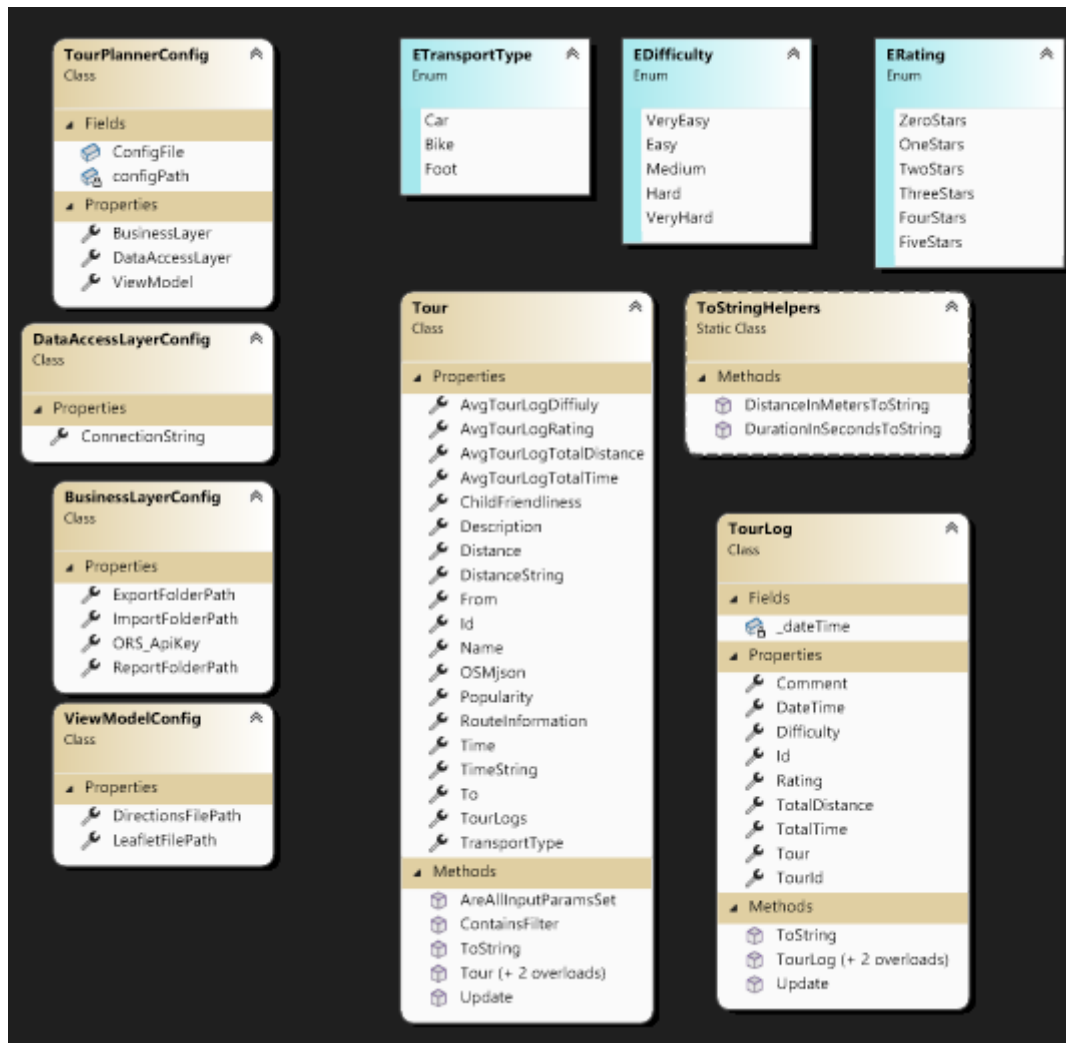 TourPlannerConfig
Class
Fields
ConfigFile
configPath
Properties
BusinessLayer
DataAccessLayer
ViewModel
DataAccessLayerConfig
Class
Properties
ConnectionString
BusinessLayerConfig
Class
Properties
ExportFolderPath
ImportFolderPath
ORS_ApiKey
ReportFolderPath
ViewModelConfig
Class
Properties
DirectionsFilePath
LeafletFilePath
ETransportType
Enum
Car
Bike
Foot
EDifficulty
Enum
VeryEasy
Easy
Medium
Hard
VeryHard
ERating
Enum
ZeroStars
OneStars
TwoStars
ThreeStars
FourStars
FiveStars
Tour
Class
Properties
AvgTourLogDiffiuly
AvgTourLogRating
AvgTourLogTotalDistance
AvgTourLogTotalTime
ChildFriendliness
Description
Distance
DistanceString
From
Id
Name
OSMjson
Popularity
RouteInformation
Time
TimeString
To
TourLogs
TransportType
Methods
AreAllInputParamsSet
ContainsFilter
ToString
Tour (+ 2 overloads)
Update
ToStringHelpers
Static Class
Methods
DistanceInMetersToString
DurationInSecondsToString
TourLog
Class
Fields
_dateTime
Properties
Comment
DateTime
Difficulty
Id
Rating
TotalDistance
TotalTime
Tour
TourId
Methods
ToString
TourLog (+ 2 overloads)
Update